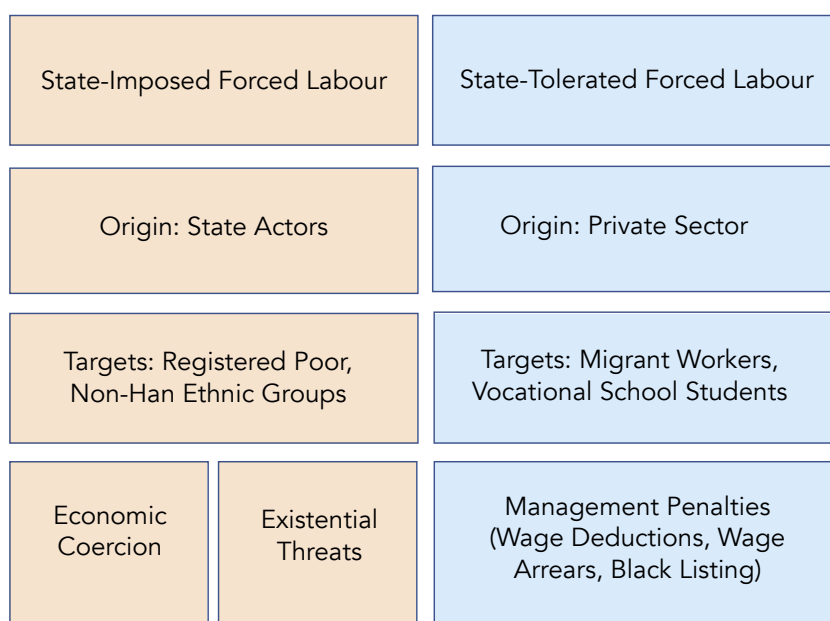 State-Imposed Forced Labour
State-Tolerated Forced Labour
Origin: State Actors
Origin: Private Sector
Targets: Registered Poor,
Non-Han Ethnic Groups
Targets: Migrant Workers,
Vocational School Students
Economic
Coercion
Existential
Threats
Management Penalties
(Wage Deductions, Wage
Arrears, Black Listing)